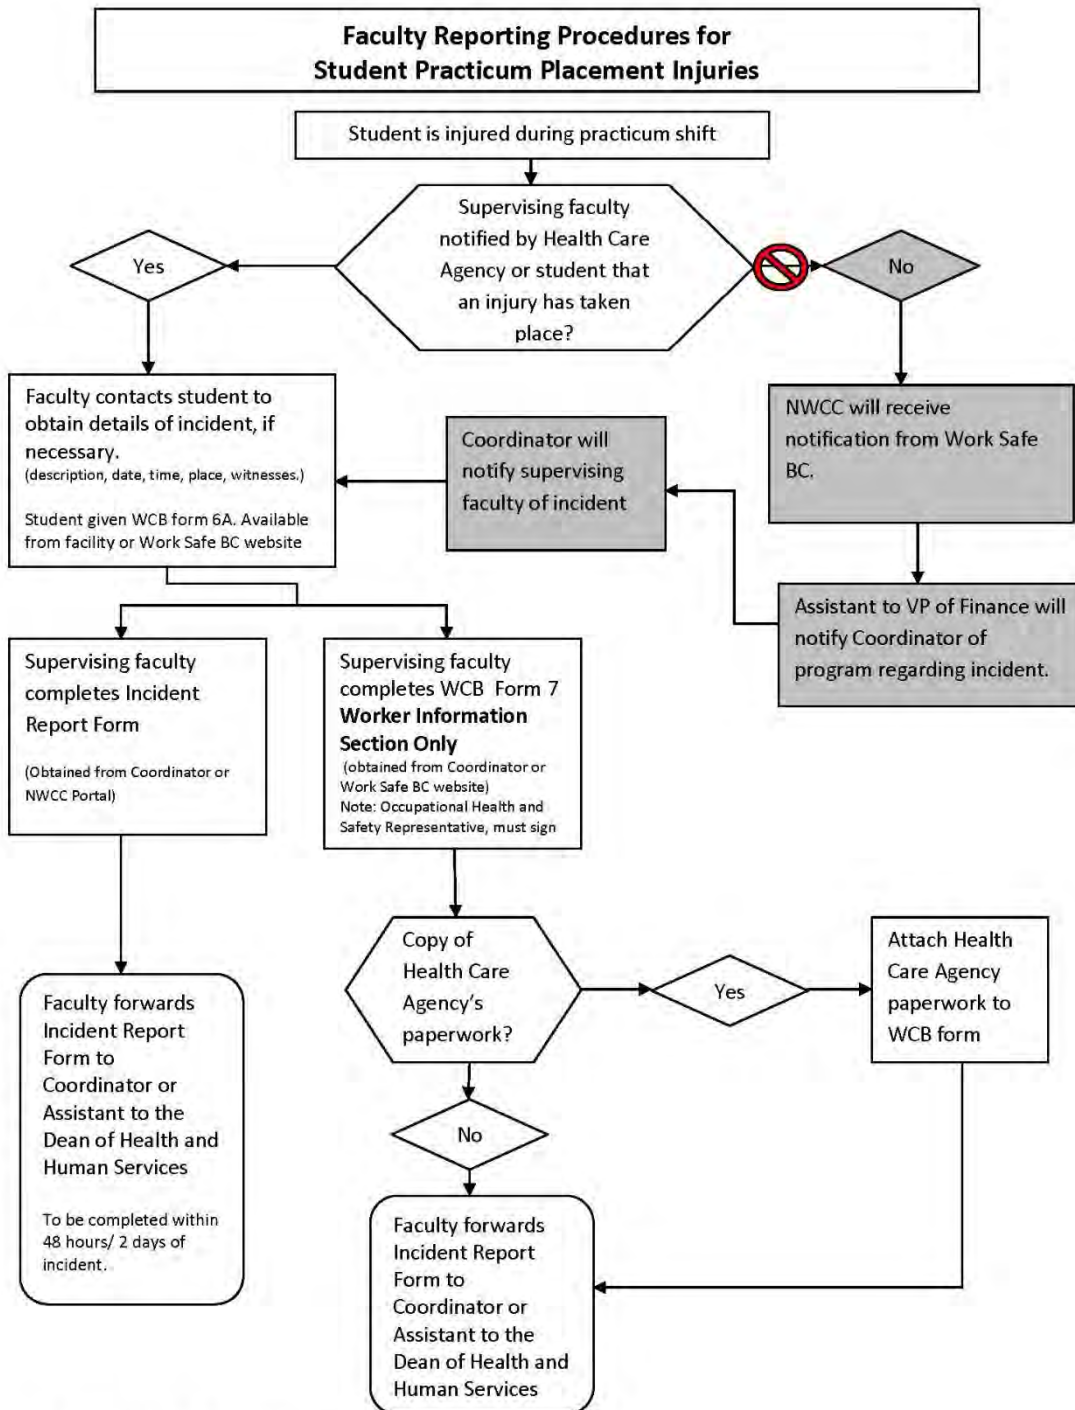 Faculty Reporting Procedures for
Student Practicum Placement Injuries
Student is injured during practicum shift
Supervising faculty
notified by Health Care
Agency or student that
an injury has taken
place?
Yes
No
Faculty contacts student to
obtain details of incident, if
necessary.
(description, date, time, place, witnesses.)
Student given WCB form 6A. Available
from facility or Work Safe BC website
Coordinator will
notify supervising
faculty of incident
NWCC will receive
notification from Work Safe
BC.
Assistant to VP of Finance will
notify Coordinator of
program regarding incident.
Supervising faculty
completes Incident
Report Form
(Obtained from Coordinator or
NWCC Portal)
Supervising faculty
completes WCB Form 7
Worker Information
Section Only
(obtained from Coordinator or
Work Safe BC website)
Note: Occupational Health and
Safety Representative, must sign
Copy of
Health Care
Agency's
paperwork?
Yes
Attach Health
Care Agency
paperwork to
WCB form
No
Faculty forwards
Incident Report
Form to
Coordinator or
Assistant to the
Dean of Health and
Human Services
To be completed within
48 hours/ 2 days of
incident.
Faculty forwards
Incident Report
Form to
Coordinator or
Assistant to the
Dean of Health and
Human Services